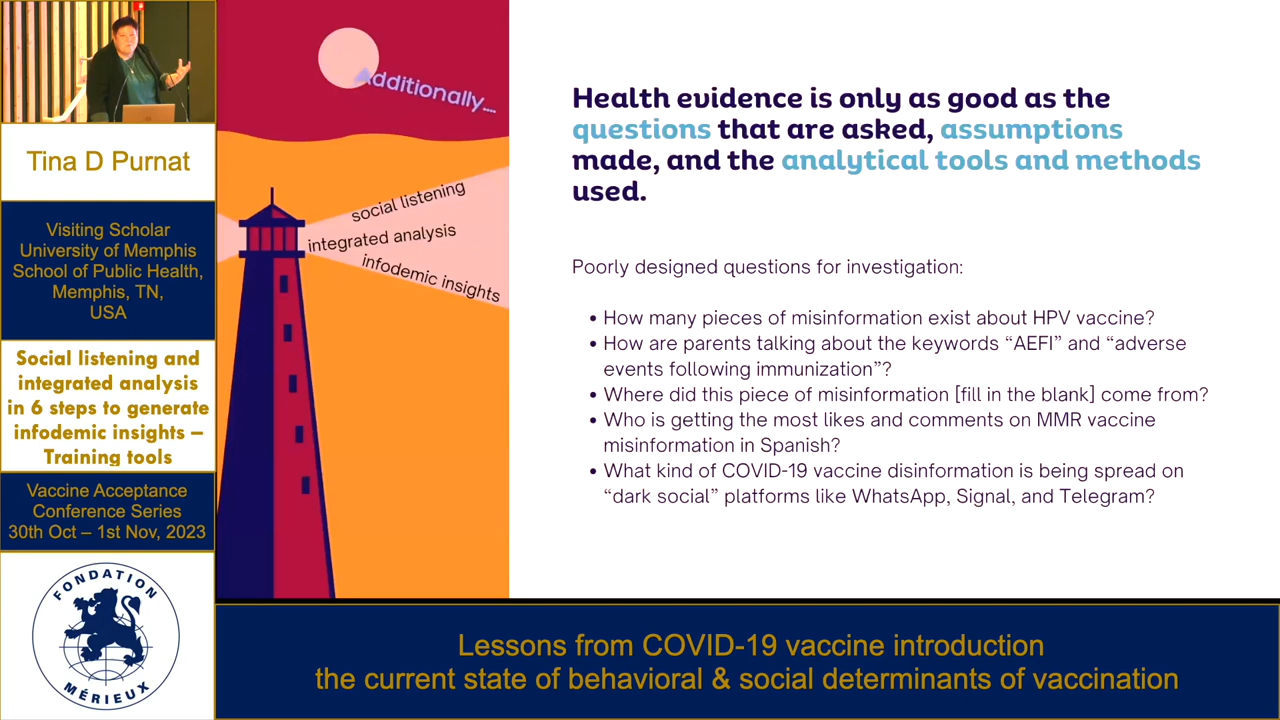 Tina D Purnat
Visiting Scholar
University of Memphis
School of Public Health,
Memphis, TN,
USA
Social listening and
integrated analysis
in 6 steps to generate
infodemic insights –
Training tools
Vaccine Acceptance
Conference Series
30th Oct – 1st Nov, 2023
FONDATION
MÉRIEUX
Additionally....
social listening
integrated analysis
infodemic insights
Health evidence is only as good as the
questions that are asked, assumptions
made, and the analytical tools and methods
used.
Poorly designed questions for investigation:
• How many pieces of misinformation exist about HPV vaccine?
• How are parents talking about the keywords “AEFI” and “adverse
events following immunization”?
• Where did this piece of misinformation [fill in the blank] come from?
• Who is getting the most likes and comments on MMR vaccine
misinformation in Spanish?
• What kind of COVID-19 vaccine disinformation is being spread on
“dark social” platforms like WhatsApp, Signal, and Telegram?
Lessons from COVID-19 vaccine introduction
the current state of behavioral & social determinants of vaccination